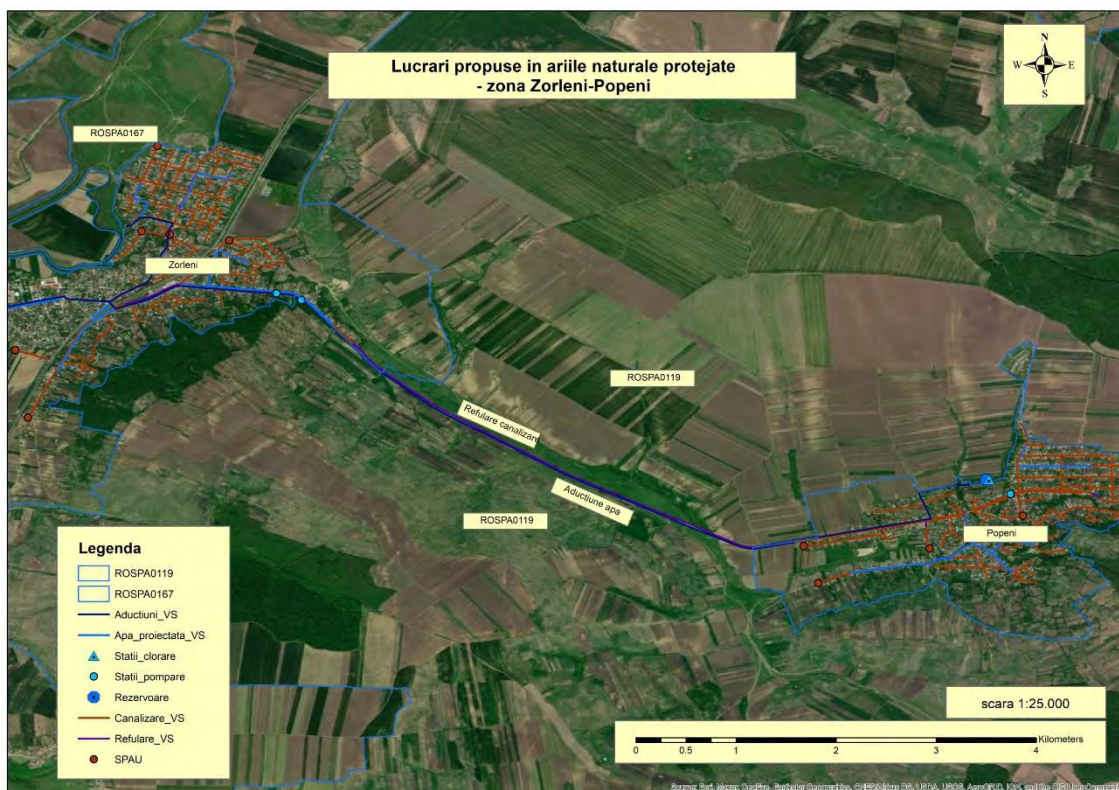 Lucrari propuse in ariile naturale protejate
- zona Zorleni-Popeni
N
W E
S
ROSPA0167
Zorleni
ROSPA0119
Refulare canalizare
Aductiune apa
ROSPA0119
Popeni
Legenda
ROSPA0119
ROSPA0167
Aductiuni_VS
Apa_proiectata_VS
Statii_clorare
Statii_pompare
Rezervoare
Canalizare_VS
Refulare_VS
SPAU
scara 1:25.000
Kilometers
0 0.5 1 2 3 4